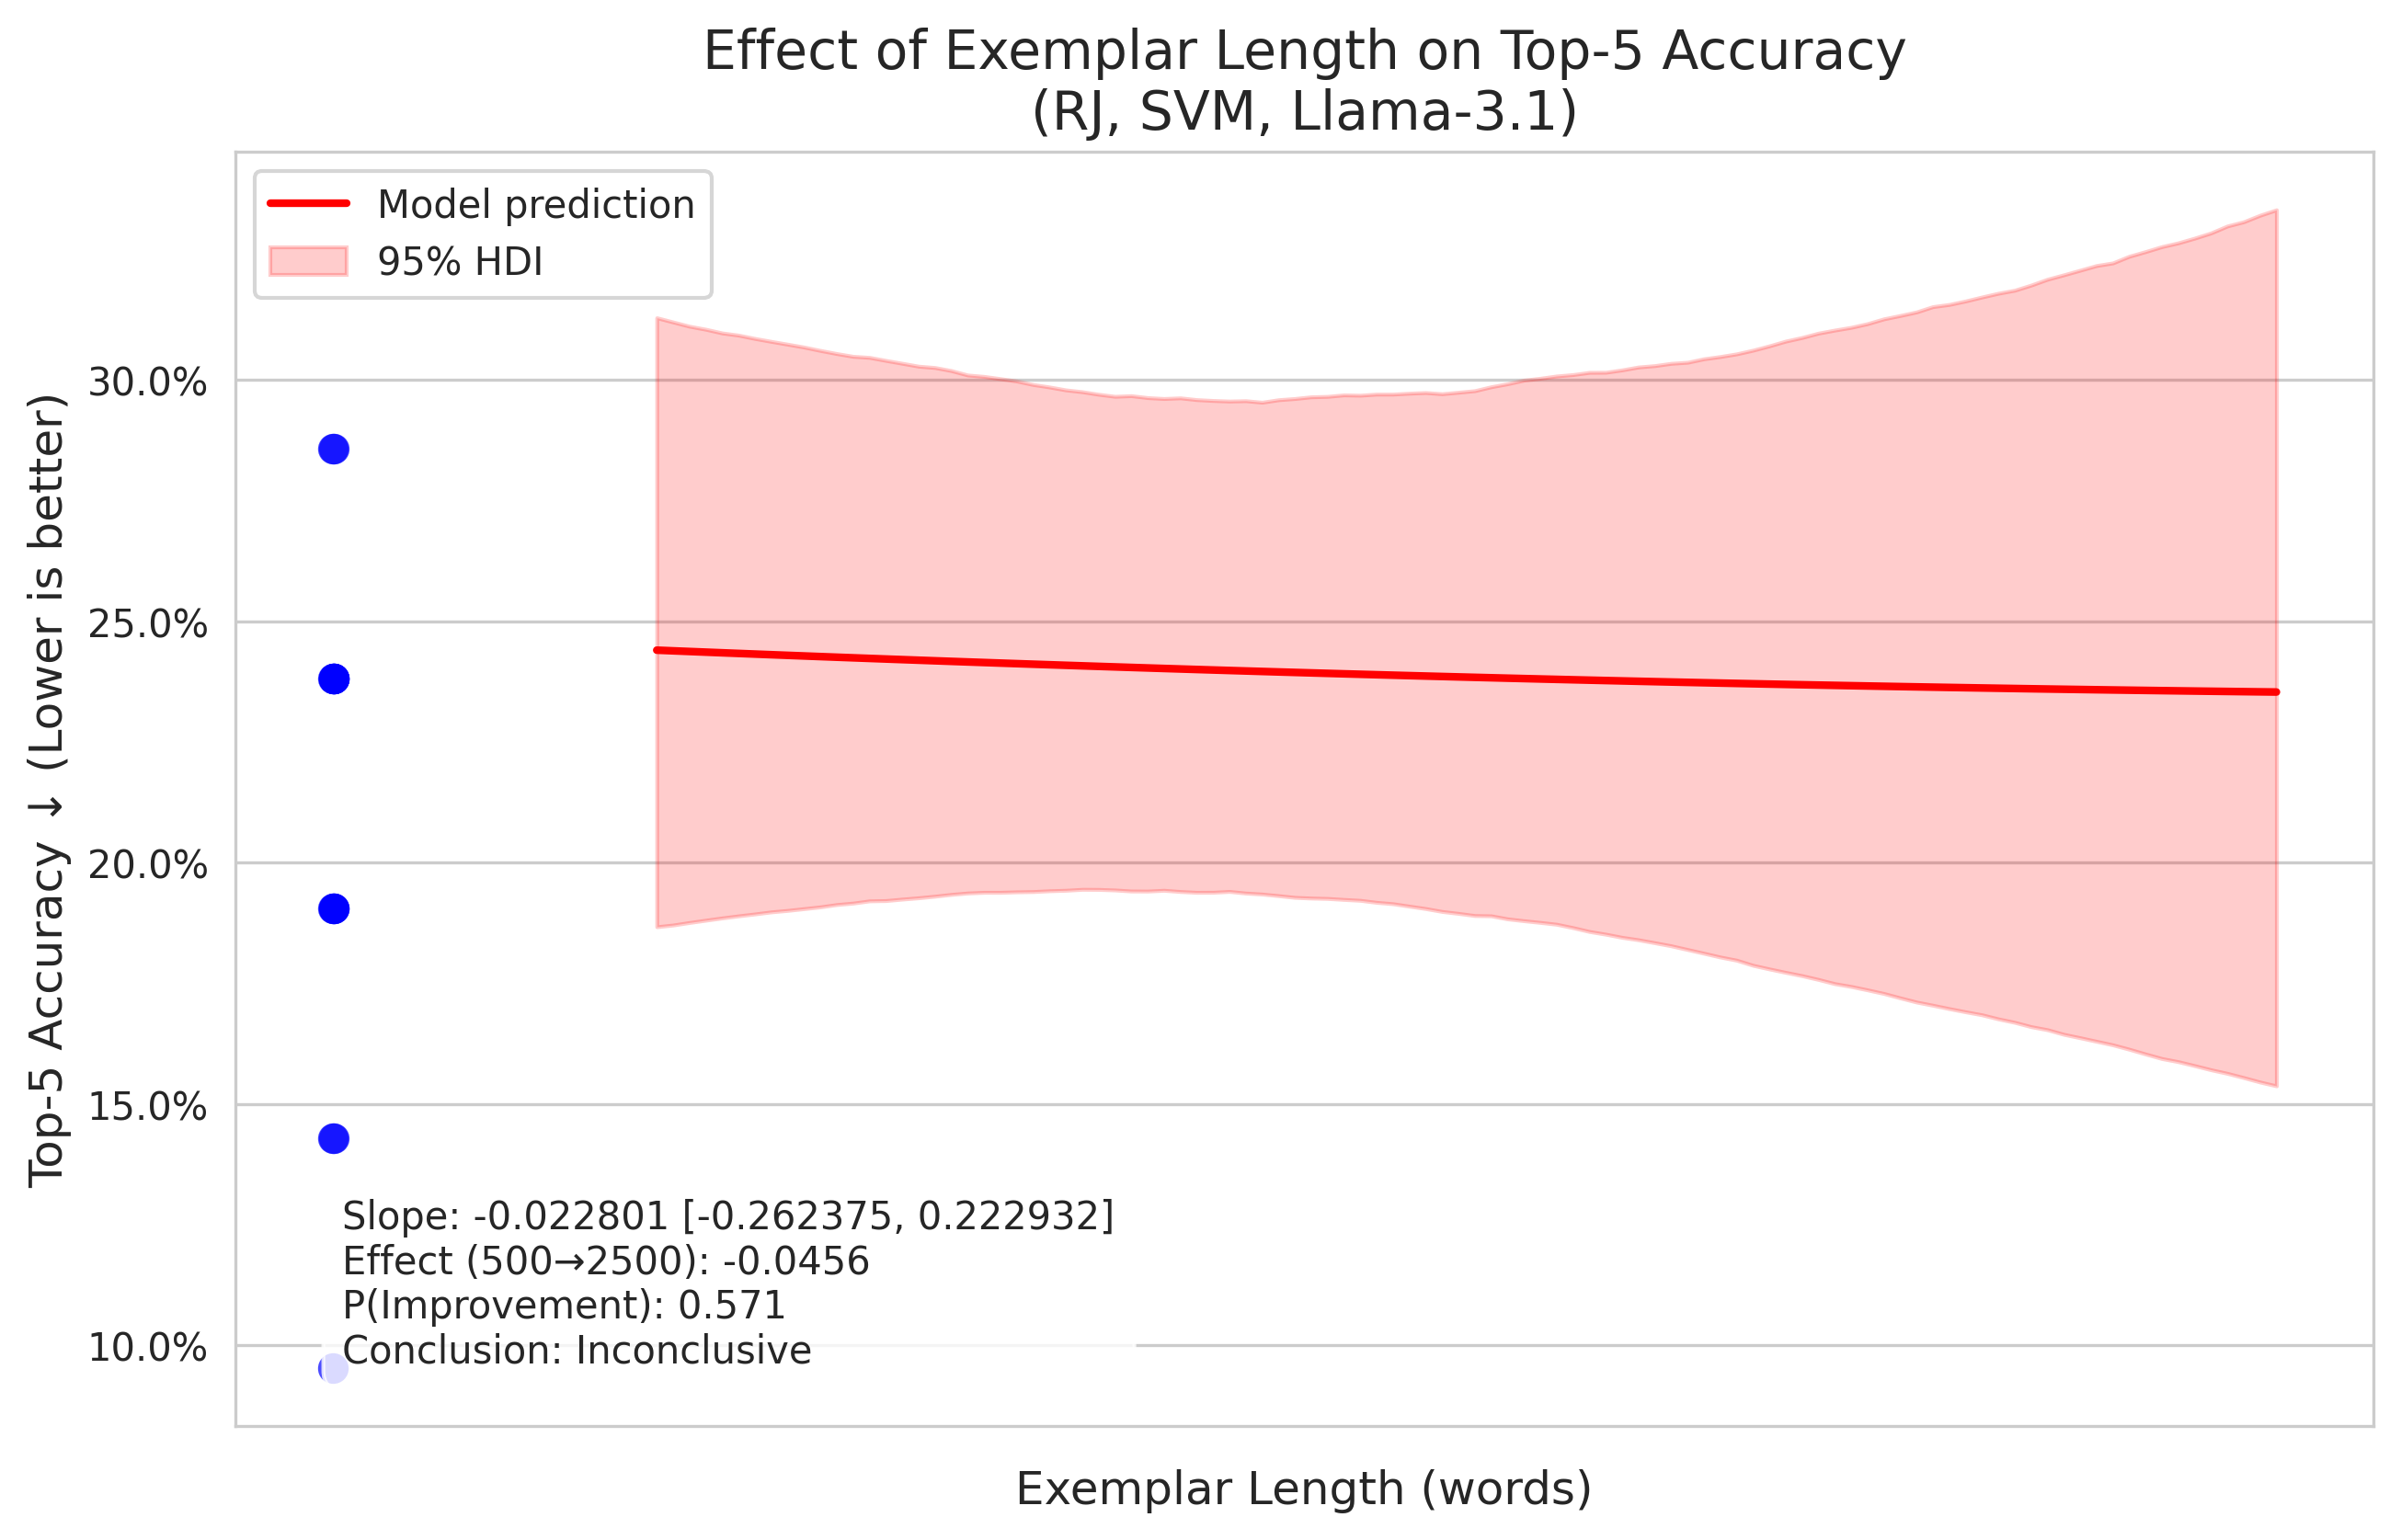 Effect of Exemplar Length on Top-5 Accuracy
(RJ, SVM, Llama-3.1)
Model prediction
95% HDI
Top-5 Accuracy ↓ (Lower is better)
30.0%
25.0%
20.0%
15.0%
10.0%
Slope: -0.022801 [-0.262375, 0.222932]
Effect (500→2500): -0.0456
P(Improvement): 0.571
Conclusion: Inconclusive
Exemplar Length (words)